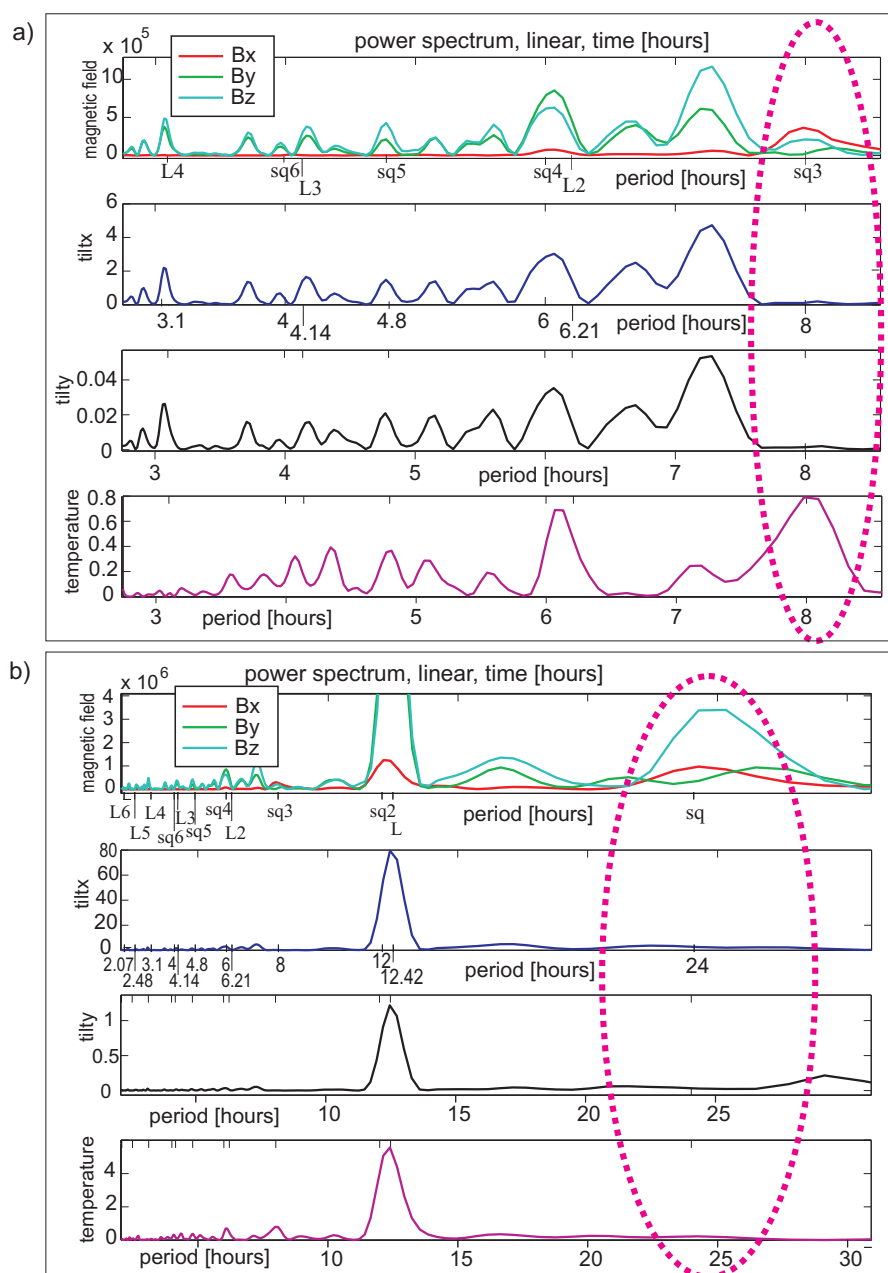 a)
x 10⁵
power spectrum, linear, time [hours]
Bx
By
Bz
magnetic field
10
5
0
L4
sq6
L3
sq5
sq4
L2
period [hours]
sq3
tiltx
6
4
2
0
3.1
4
4.14
4.8
6
6.21
period [hours]
8
tilty
0.04
0.02
0
3
4
5
period [hours]
6
7
8
temperature
0.8
0.6
0.4
0.2
0
3
period [hours]
5
6
7
8
b)
x 10⁶
power spectrum, linear, time [hours]
Bx
By
Bz
magnetic field
4
3
2
1
0
L6
L5
L4
sq6
L3
sq5
sq4
L2
sq3
sq2
L
period [hours]
sq
tiltx
80
60
40
20
0
2.07
2.48
3.1
4
4.14
4.8
6
6.21
8
12
12.42
period [hours]
24
tilty
1
0.5
0
period [hours]
10
15
20
25
temperature
4
2
0
period [hours]
10
15
20
25
30